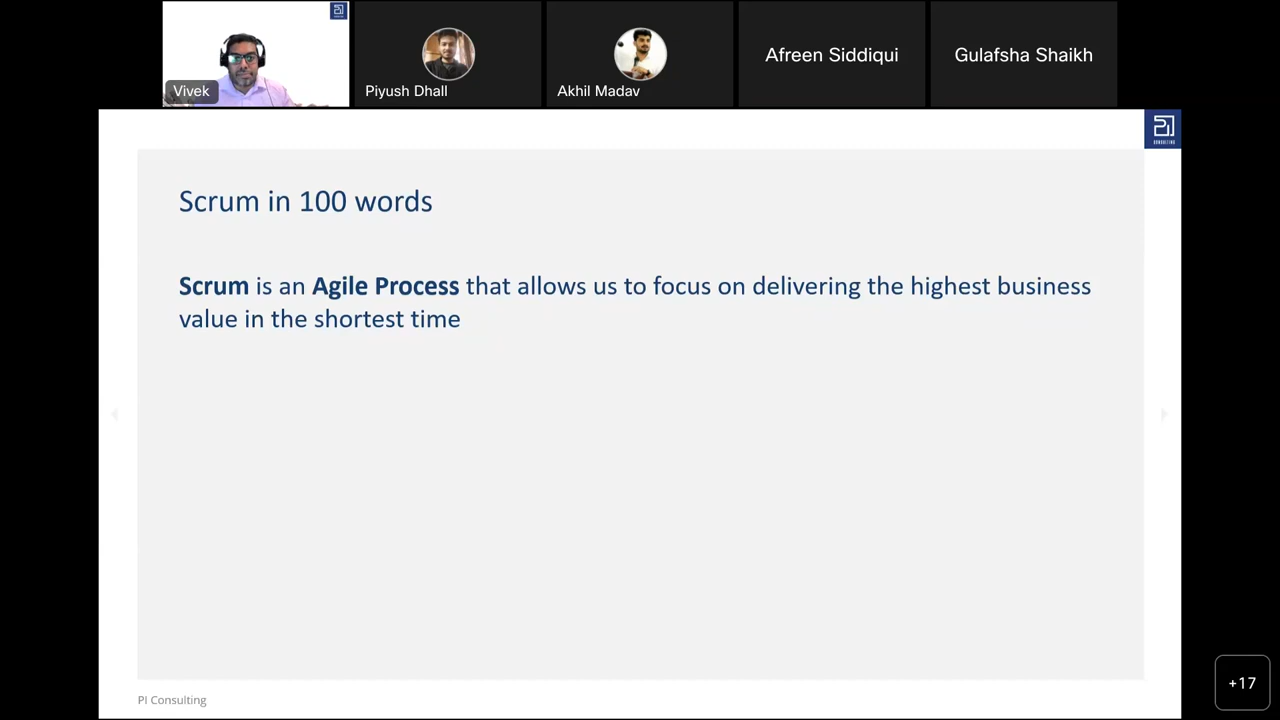 Vivek
Piyush Dhall
Akhil Madav
Afreen Siddiqui
Gulafsha Shaikh
CONSULTING
Scrum in 100 words
Scrum is an Agile Process that allows us to focus on delivering the highest business
value in the shortest time
PI Consulting
+17